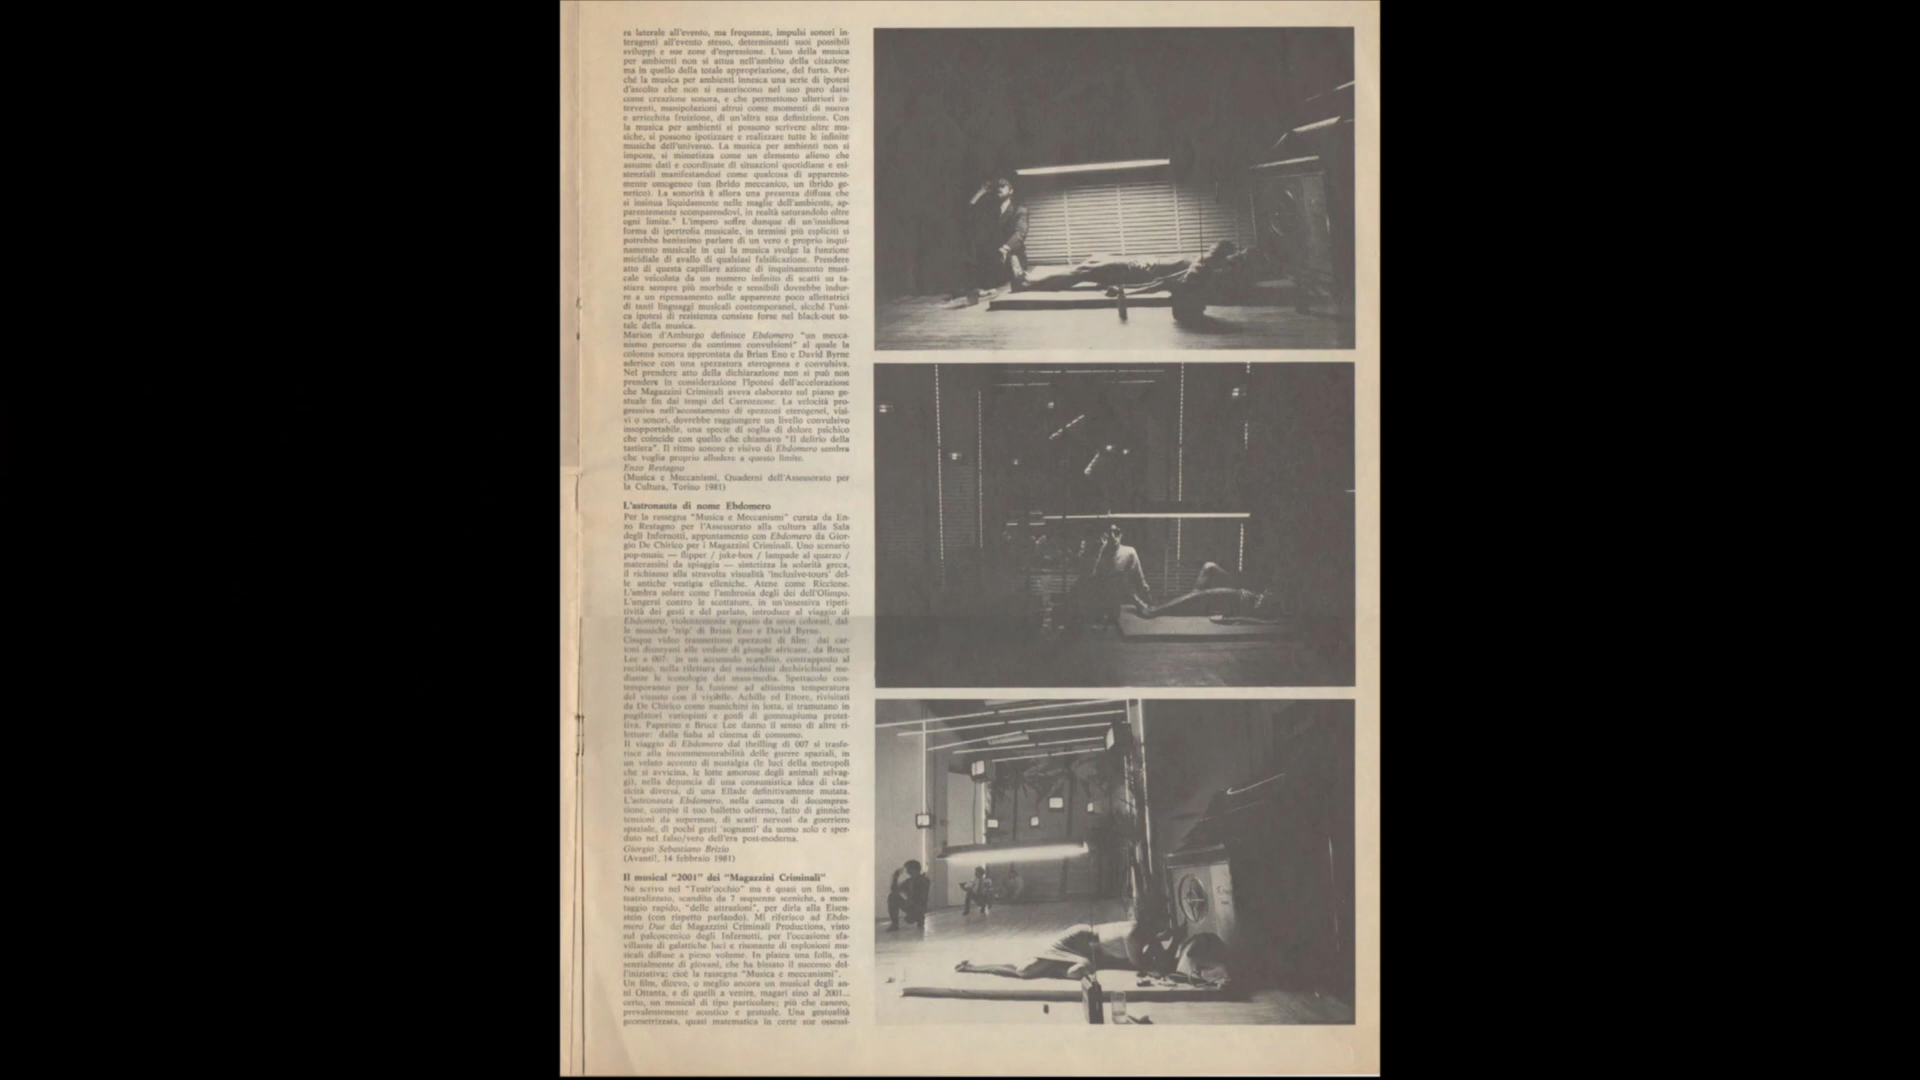 ra laterale all'evento, ma frequenze, impulsi sonori in-
teragenti all'evento stesso, determinanti suoi possibili
sviluppi e sue zone d'espressione. L'uso della musica
per ambienti non si attua nell'ambito della citazione
ma in quello della totale appropriazione, del furto. Per-
ché la musica per ambienti innesca una serie di ipotesi
d'ascolto che non si esauriscono nel suo puro darsi
come creazione sonora, e che permettono ulteriori in-
terventi, manipolazioni altrui come momenti di nuova
e arricchita fruizione, di un'altra sua definizione. Con
la musica per ambienti si possono scrivere altre mu-
siche, si possono ipotizzare e realizzare tutte le infinite
musiche dell'universo. La musica per ambienti non si
impone, si mimetizza come un elemento alieno che
assume dati e coordinate di situazioni quotidiane e esi-
stenziali manifestandosi come qualcosa di apparente-
mente omogeneo (un ibrido meccanico, un ibrido ge-
netico). La sonorità è allora una presenza diffusa che
si insinua liquidamente nelle maglie dell'ambiente, ap-
parentemente scomparendovi, in realtà saturandolo oltre
ogni limite." L'impero soffre dunque di un'insidiosa
forma di ipertrofia musicale, in termini più espliciti si
potrebbe benissimo parlare di un vero e proprio inqui-
namento musicale in cui la musica svolge la funzione
micidiale di avallo di qualsiasi falsificazione. Prendere
atto di questa capillare azione di inquinamento musi-
cale veicolata da un numero infinito di scatti su ta-
stiere sempre più morbide e sensibili dovrebbe indur-
re a un ripensamento sulle apparenze poco allettatrici
di tanti linguaggi musicali contemporanei, sicché l'uni-
ca ipotesi di resistenza consiste forse nel black-out to-
tale della musica.
Marion d'Amburgo definisce Ebdomero "un mecca-
nismo percorso da continue convulsioni" al quale la
colonna sonora approntata da Brian Eno e David Byrne
aderisce con una spezzatura eterogenea e convulsiva.
Nel prendere atto della dichiarazione non si può non
prendere in considerazione l'ipotesi dell'accelerazione
che Magazzini Criminali aveva elaborato sul piano ge-
stuale fin dai tempi del Carrozzone. La velocità pro-
gressiva nell'accostamento di spezzoni eterogenei, visi-
vi o sonori, dovrebbe raggiungere un livello convulsivo
insopportabile, una specie di soglia di dolore psichico
che coincide con quello che chiamavo "Il delirio della
tastiera". Il ritmo sonoro e visivo di Ebdomero sembra
che voglia proprio alludere a questo limite.
Enzo Restagno
(Musica e Meccanismi, Quaderni dell'Assessorato per
la Cultura, Torino 1981)
L'astronauta di nome Ebdomero
Per la rassegna "Musica e Meccanismi" curata da En-
zo Restagno per l'Assessorato alla cultura alla Sala
degli Infernotti, appuntamento con Ebdomero da Gior-
gio De Chirico per i Magazzini Criminali. Uno scenario
pop-music — flipper / juke-box / lampade al quarzo /
materassini da spiaggia — sintetizza la solarità greca,
il richiamo alla stravolta visualità 'inclusive-tours' del-
le antiche vestigia elleniche. Atene come Riccione.
L'ambra solare come l'ambrosia degli dei dell'Olimpo.
L'ungersi contro le scottature, in un'ossessiva ripeti-
tività dei gesti e del parlato, introduce al viaggio di
Ebdomero, violentemente segnato da neon colorati, dal-
le musiche 'trip' di Brian Eno e David Byrne.
Cinque video trasmettono spezzoni di film: dai car-
toni disneyani alle vedute di giungle africane, da Bruce
Lee a 007: in un accumulo scandito, contrapposto al
recitato, nella rilettura dei manichini dechirichiani me-
diante le iconologie dei mass-media. Spettacolo con-
temporaneo per la fusione ad altissima temperatura
del vissuto con il visibile. Achille ed Ettore, rivisitati
da De Chirico come manichini in lotta, si tramutano in
pugilatori variopinti e gonfi di gommapiuma protet-
tiva. Paperino e Bruce Lee danno il senso di altre ri-
letture: dalla fiaba al cinema di consumo.
Il viaggio di Ebdomero dal thrilling di 007 si trasfe-
risce alla incommensurabilità delle guerre spaziali, in
un velato accento di nostalgia (le luci della metropoli
che si avvicina, le lotte amorose degli animali selvag-
gi), nella denuncia di una consumistica idea di clas-
sicità diversa, di una Ellade definitivamente mutata.
L'astronauta Ebdomero, nella camera di decompres-
sione, compie il suo balletto odierno, fatto di ginniche
tensioni da superman, di scatti nervosi da guerriero
spaziale, di pochi gesti 'sognanti' da uomo solo e sper-
duto nel falso/vero dell'era post-moderna.
Giorgio Sebastiano Brizio
(Avanti!, 14 febbraio 1981)
Il musical "2001" dei "Magazzini Criminali"
Ne scrivo nel "Teatr'occhio" ma è quasi un film, un
teatralizzato, scandito da 7 sequenze sceniche, a mon-
taggio rapido, "delle attrazioni", per dirla alla Eisen-
stein (con rispetto parlando). Mi riferisco ad Ebdo-
mero Due dei Magazzini Criminali Productions, visto
sul palcoscenico degli Infernotti, per l'occasione sfa-
villante di galattiche luci e risonante di esplosioni mu-
sicali diffuse a pieno volume. In platea una folla, es-
senzialmente di giovani, che ha bissato il successo del-
l'iniziativa; cioè la rassegna "Musica e meccanismi".
Un film, dicevo, o meglio ancora un musical degli an-
ni Ottanta, e di quelli a venire, magari sino al 2001...
certo, un musical di tipo particolare; più che canoro,
prevalentemente acustico e gestuale. Una gestualità
geometrizzata, quasi matematica in certe sue ossessi-